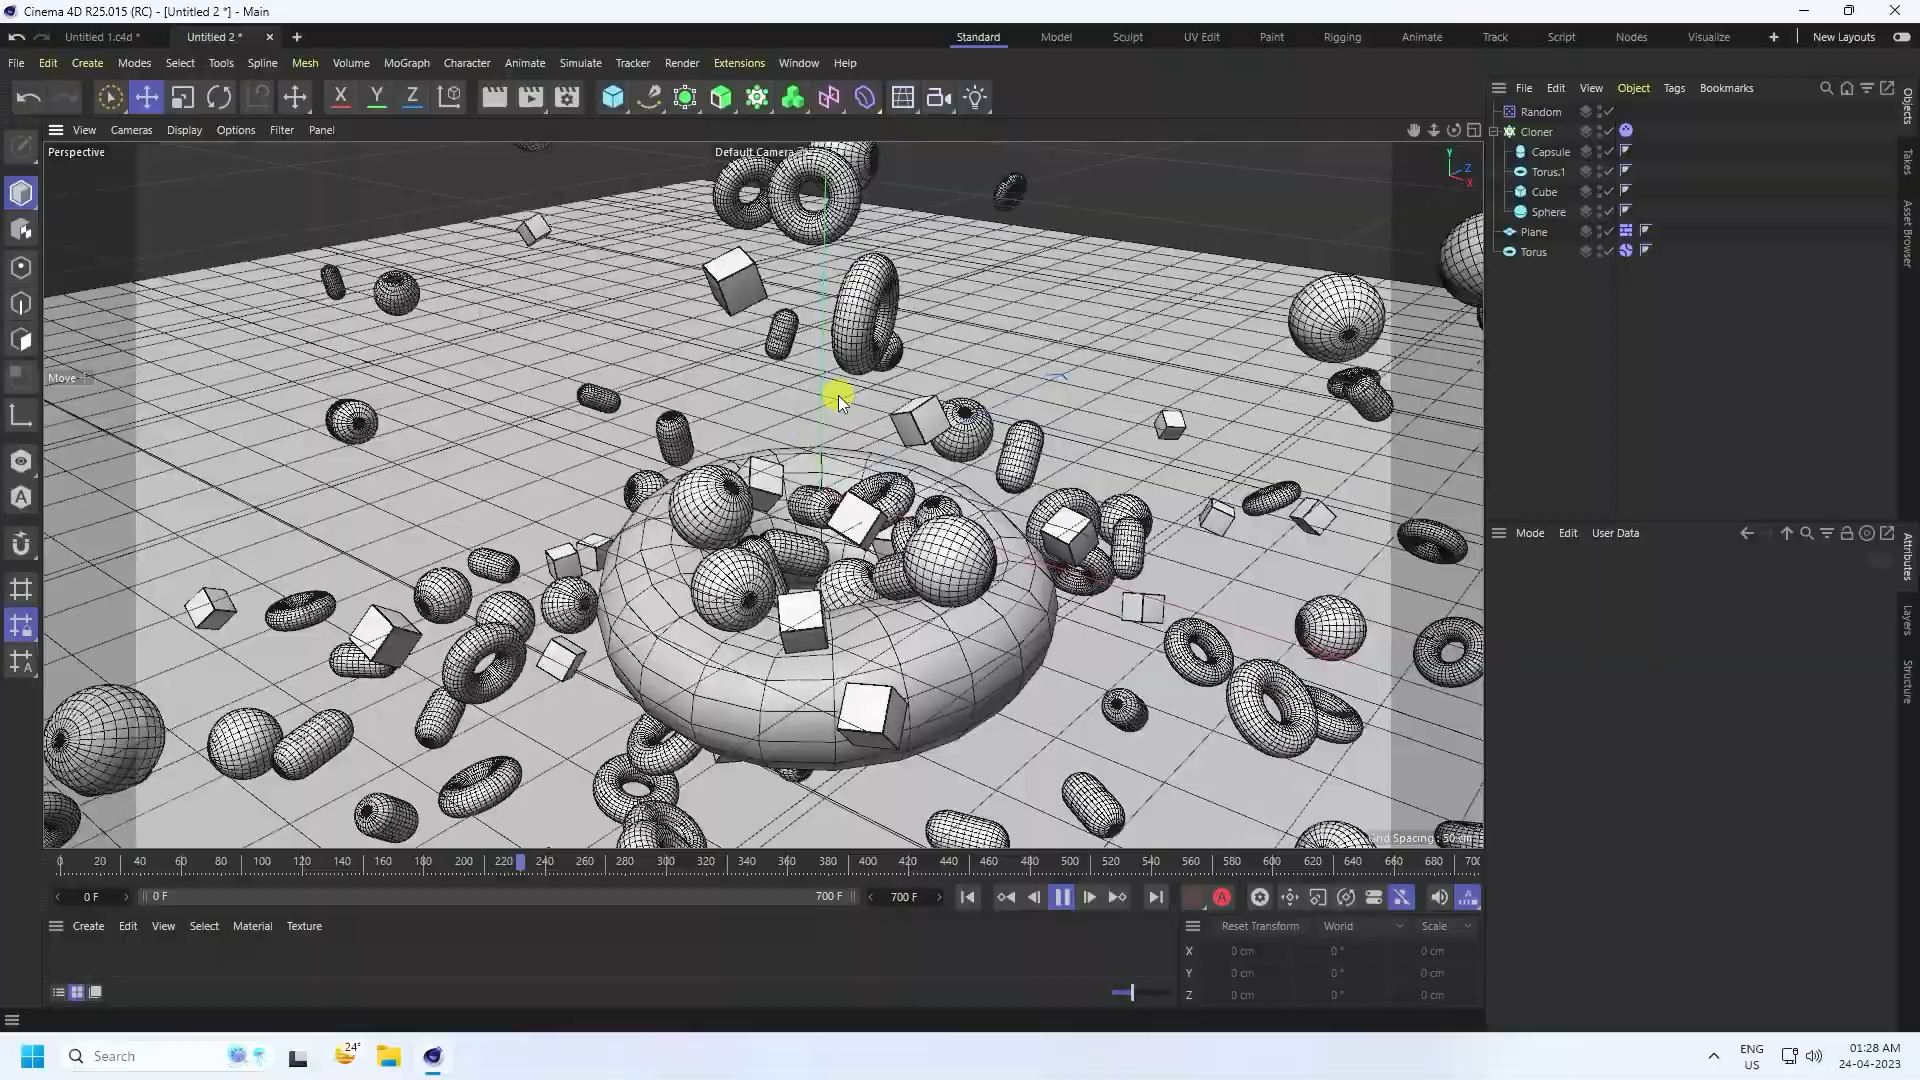 Cinema 4D R25.015 (RC) - [Untitled 2 *] - Main
Untitled 1.c4d * Untitled 2 * Standard Model Sculpt UV Edit Paint Rigging Animate Track Script Nodes Visualize New Layouts
File Edit Create Modes Select Tools Spline Mesh Volume MoGraph Character Animate Simulate Tracker Render Extensions Window Help
X Y Z
File Edit View Object Tags Bookmarks
Objects
Takes
Asset Browser
Random
Cloner
Capsule
Torus.1
Cube
Sphere
Plane
Torus
View Cameras Display Options Filter Panel
Perspective
Default Camera
Y
Z
X
Move
Grid Spacing : 50 cm
Mode Edit User Data
Attributes
Layers
Structure
0 20 40 60 80 100 120 140 160 180 200 220 240 260 280 300 320 340 360 380 400 420 440 460 480 500 520 540 560 580 600 620 640 660 680 700
0 F 0 F 700 F 700 F
Create Edit View Select Material Texture
Reset Transform World Scale
X 0 cm 0 ° 0 cm
Y 0 cm 0 ° 0 cm
Z 0 cm 0 ° 0 cm
Search
24°
ENG
US
01:28 AM
24-04-2023